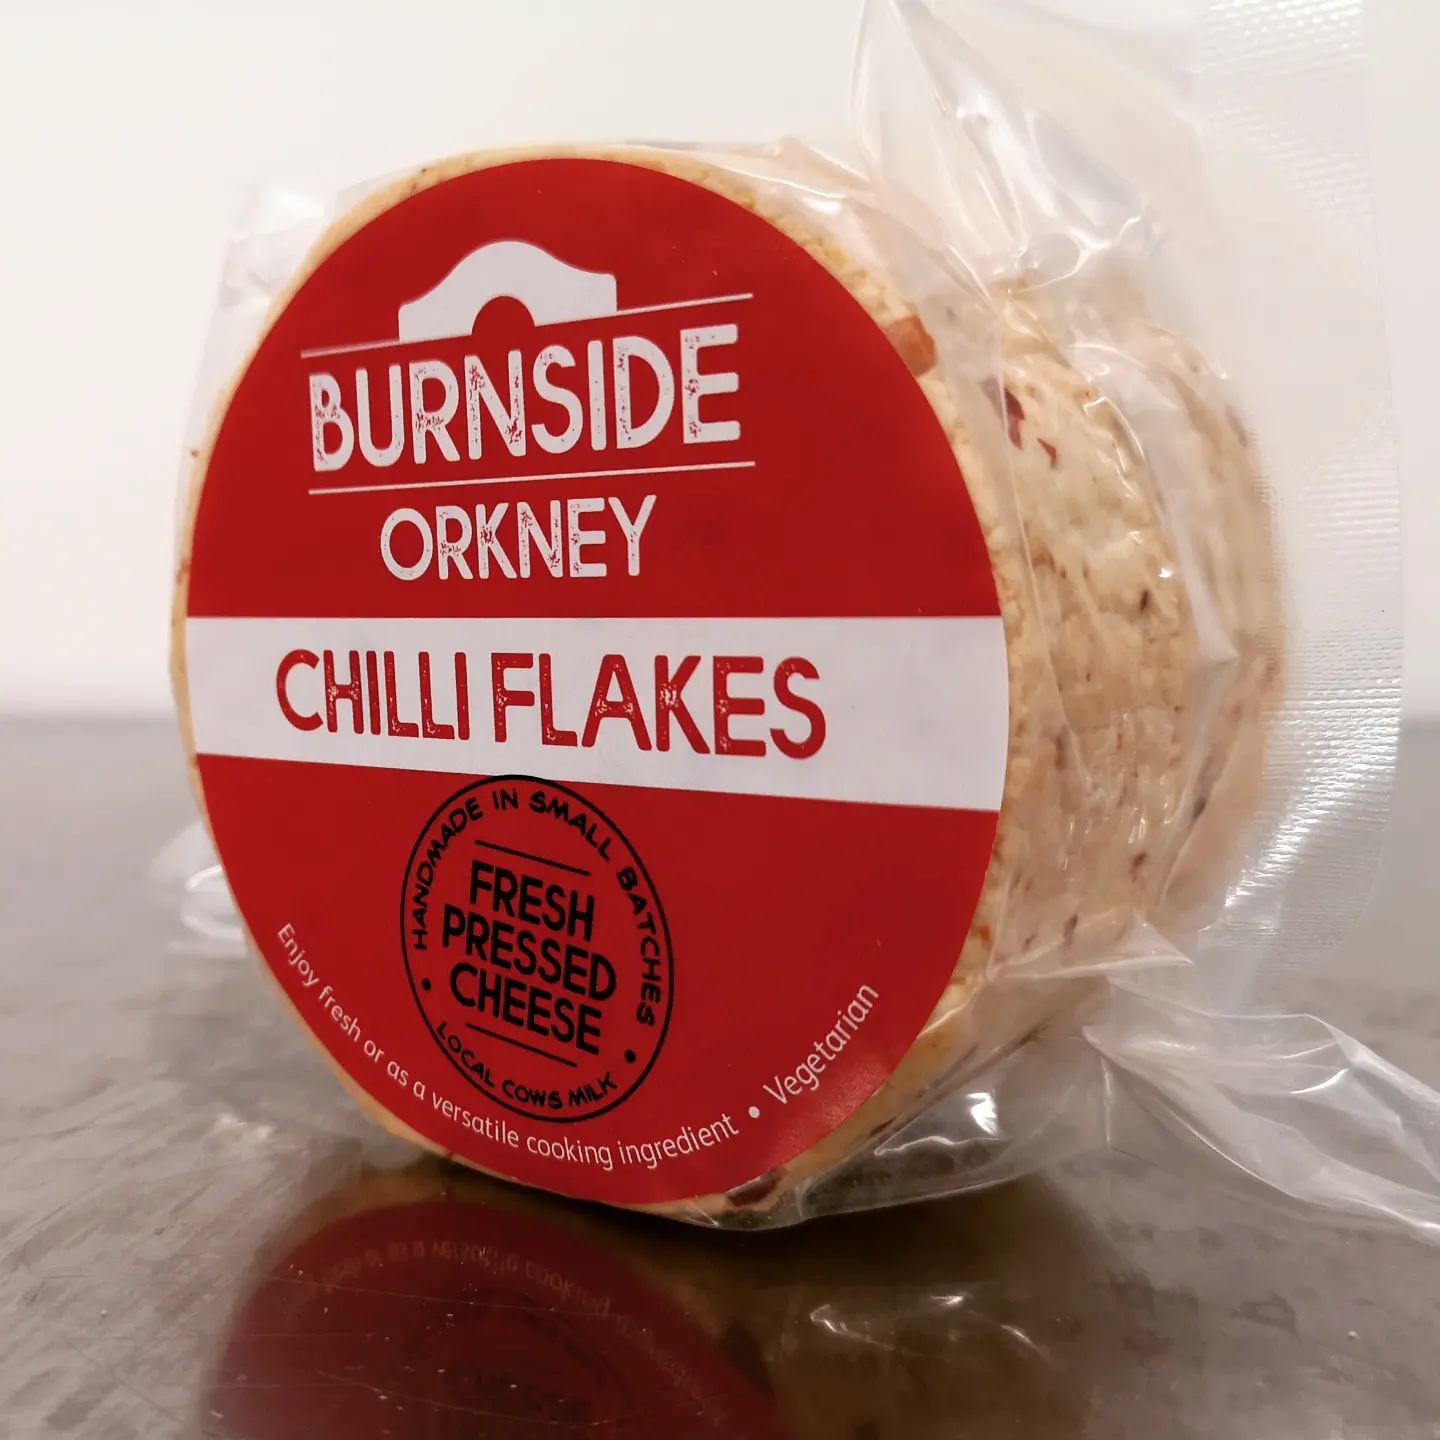 BURNSIDE
ORKNEY
CHILLI FLAKES
HANDMADE IN SMALL BATCHES
FRESH
PRESSED
CHEESE
LOCAL COWS MILK
Enjoy fresh or as a versatile cooking ingredient • Vegetarian